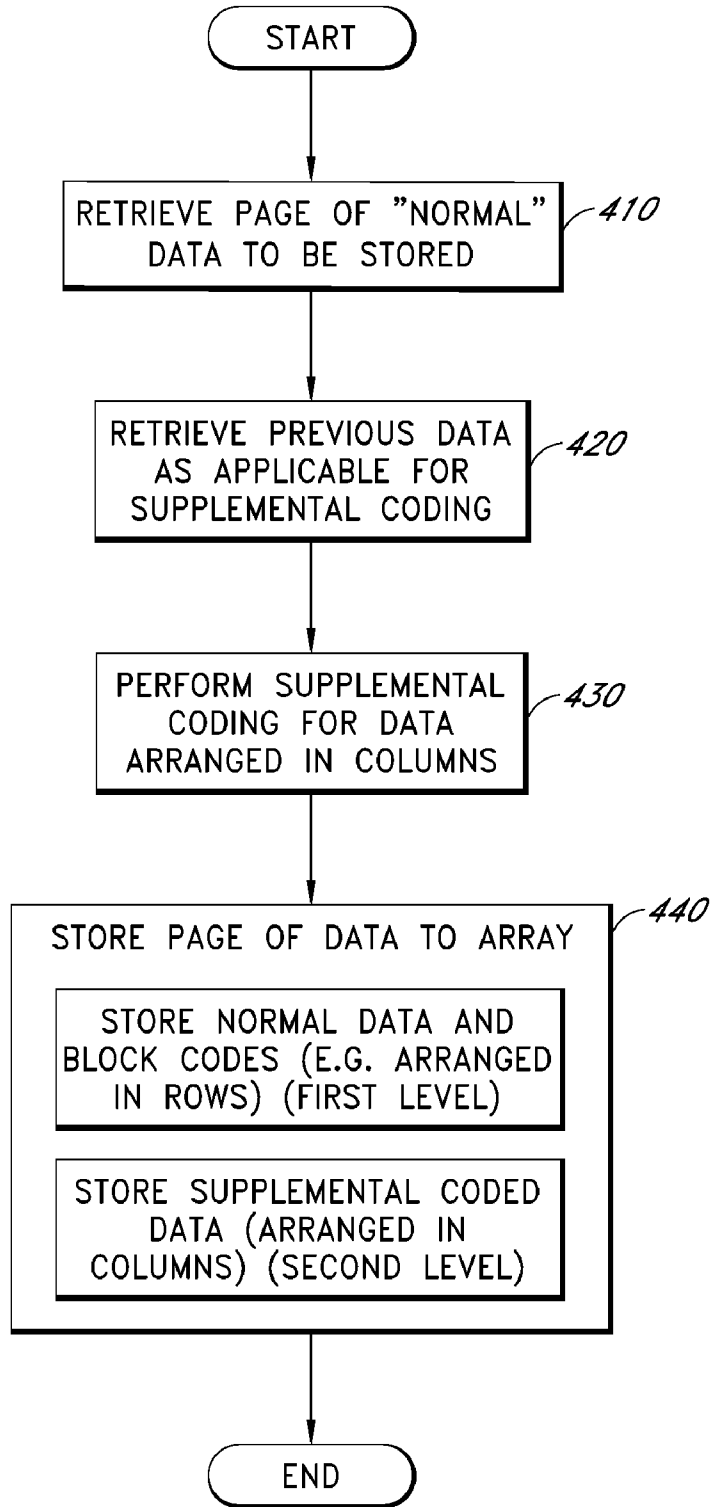 START
RETRIEVE PAGE OF "NORMAL"
DATA TO BE STORED
410
RETRIEVE PREVIOUS DATA
AS APPLICABLE FOR
SUPPLEMENTAL CODING
420
PERFORM SUPPLEMENTAL
CODING FOR DATA
ARRANGED IN COLUMNS
430
440
STORE PAGE OF DATA TO ARRAY
STORE NORMAL DATA AND
BLOCK CODES (E.G. ARRANGED
IN ROWS) (FIRST LEVEL)
STORE SUPPLEMENTAL CODED
DATA (ARRANGED IN
COLUMNS) (SECOND LEVEL)
END